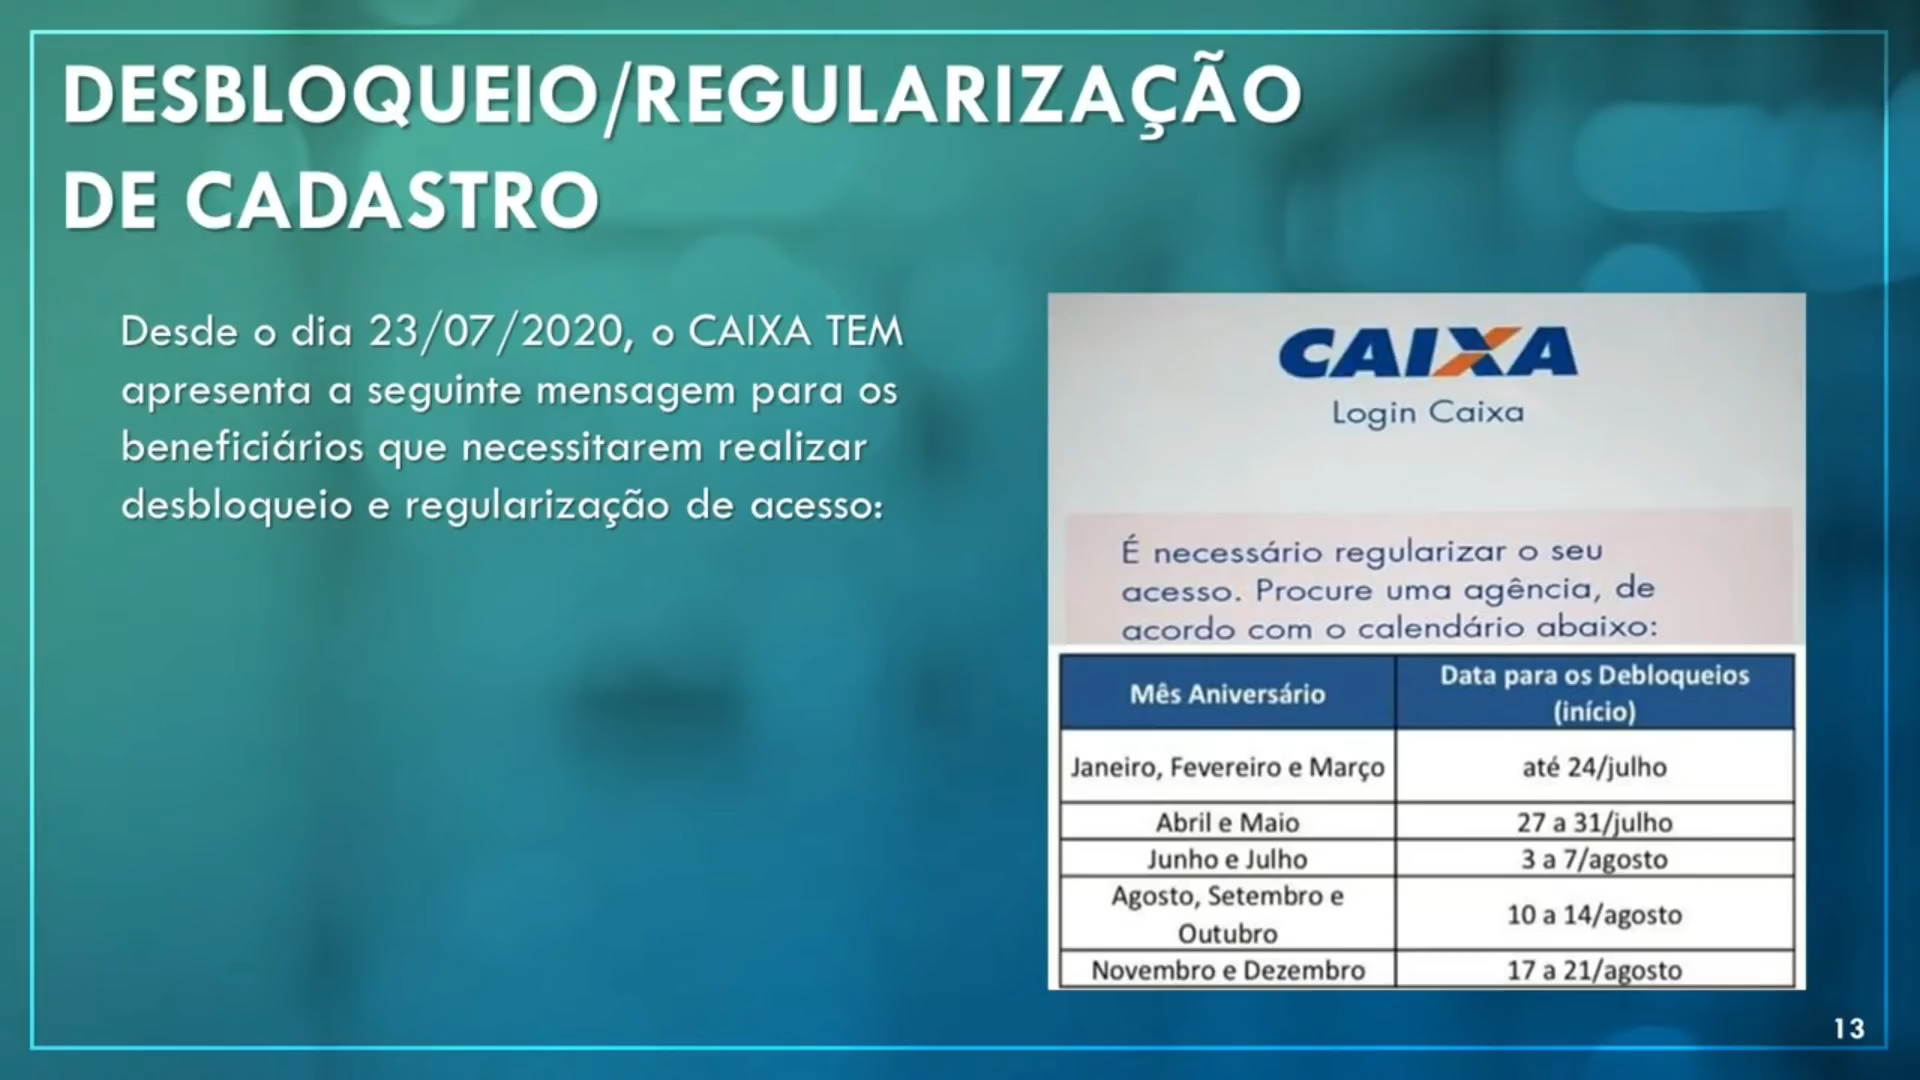 DESBLOQUEIO/REGULARIZAÇÃO
DE CADASTRO
Desde o dia 23/07/2020, o CAIXA TEM
apresenta a seguinte mensagem para os
beneficiários que necessitarem realizar
desbloqueio e regularização de acesso:
CAIXA
Login Caixa
É necessário regularizar o seu
acesso. Procure uma agência, de
acordo com o calendário abaixo:
Mês Aniversário
Data para os Debloqueios
(início)
Janeiro, Fevereiro e Março
até 24/julho
Abril e Maio
27 a 31/julho
Junho e Julho
3 a 7/agosto
Agosto, Setembro e
Outubro
10 a 14/agosto
Novembro e Dezembro
17 a 21/agosto
13